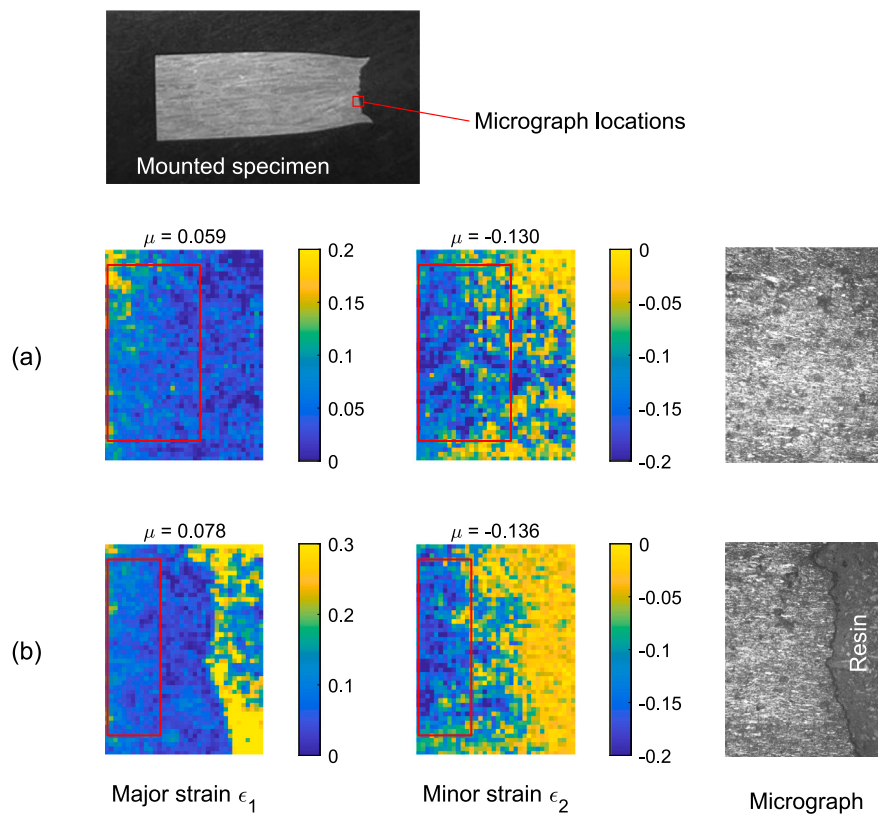 Mounted specimen
Micrograph locations
μ = 0.059
μ = -0.130
(a)
0.2
0.15
0.1
0.05
0
0
-0.05
-0.1
-0.15
-0.2
μ = 0.078
μ = -0.136
(b)
0.3
0.2
0.1
0
0
-0.05
-0.1
-0.15
-0.2
Resin
Major strain ϵ₁
Minor strain ϵ₂
Micrograph